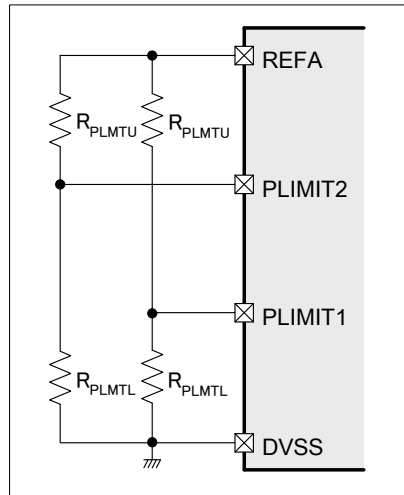 REFA
R_PLMTU R_PLMTU
PLIMIT2
PLIMIT1
R_PLMTL R_PLMTL
DVSS